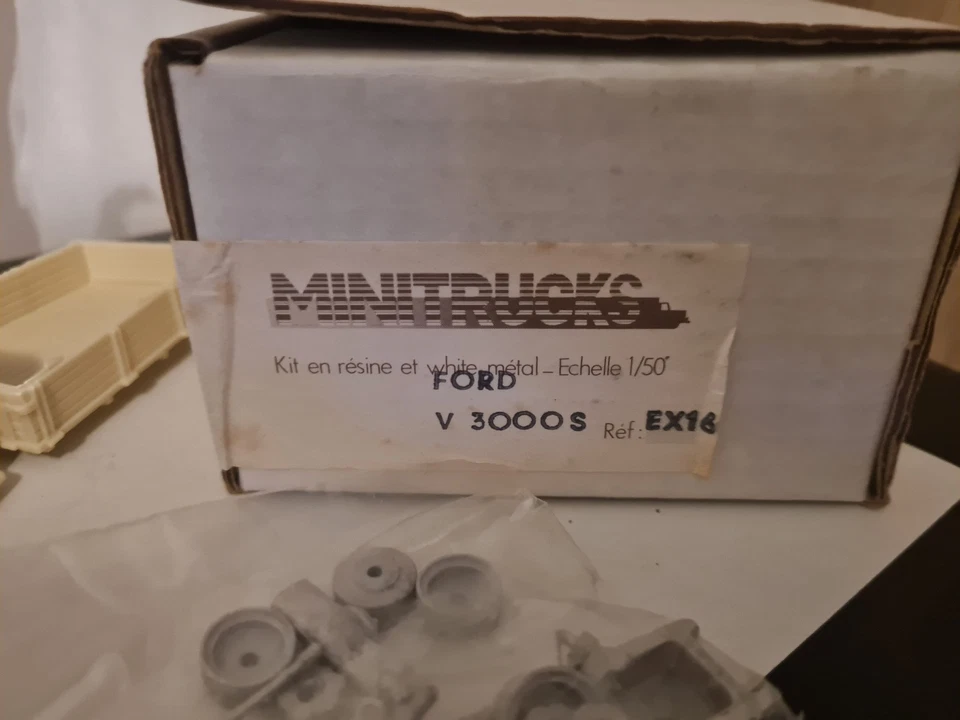 MINITRUCKS
Kit en résine et white métal – Echelle 1/50°
FORD
V 3000S Réf: EX16